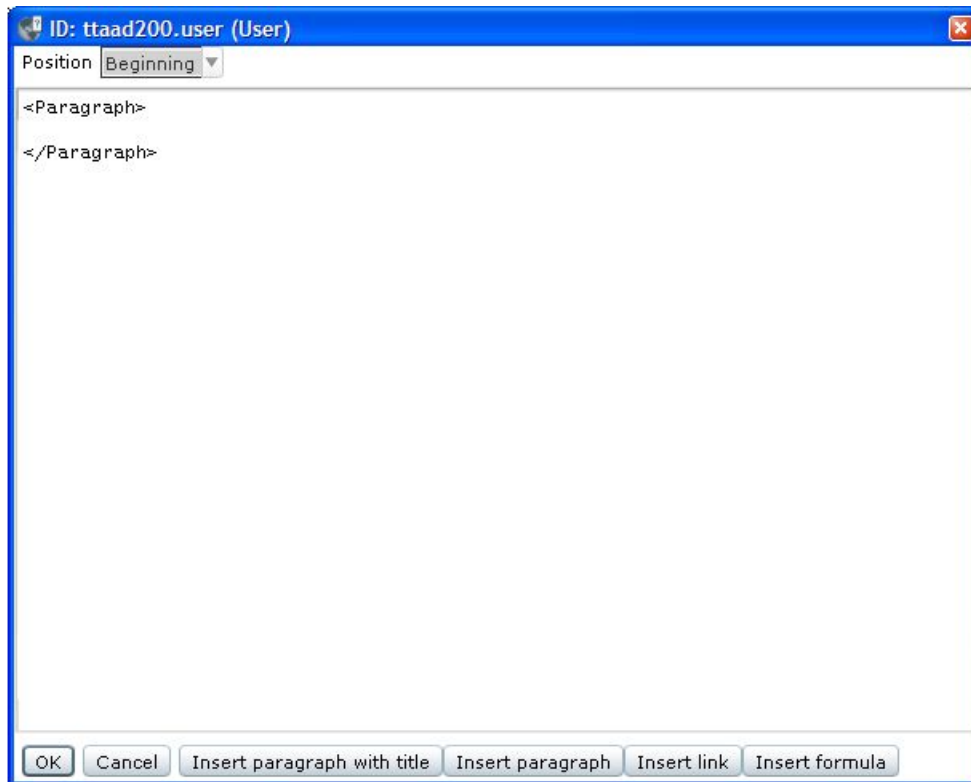 ID: ttaad200.user (User)
Position Beginning
<Paragraph>
</Paragraph>
OK Cancel Insert paragraph with title Insert paragraph Insert link Insert formula